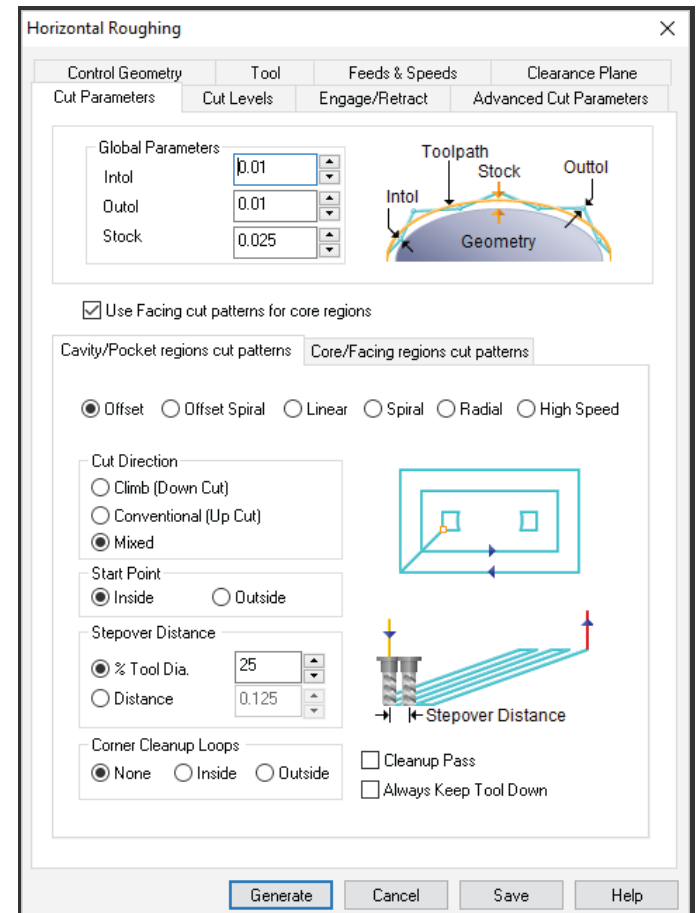 Horizontal Roughing
Control Geometry Tool Feeds & Speeds Clearance Plane
Cut Parameters Cut Levels Engage/Retract Advanced Cut Parameters
Global Parameters
Intol 0.01
Outol 0.01
Stock 0.025
Toolpath
Stock
Outtol
Intol
Geometry
Use Facing cut patterns for core regions
Cavity/Pocket regions cut patterns Core/Facing regions cut patterns
Offset Offset Spiral Linear Spiral Radial High Speed
Cut Direction
Climb (Down Cut)
Conventional (Up Cut)
Mixed
Start Point
Inside Outside
Stepover Distance
% Tool Dia. 25
Distance 0.125
Stepover Distance
Corner Cleanup Loops
None Inside Outside
Cleanup Pass
Always Keep Tool Down
Generate Cancel Save Help